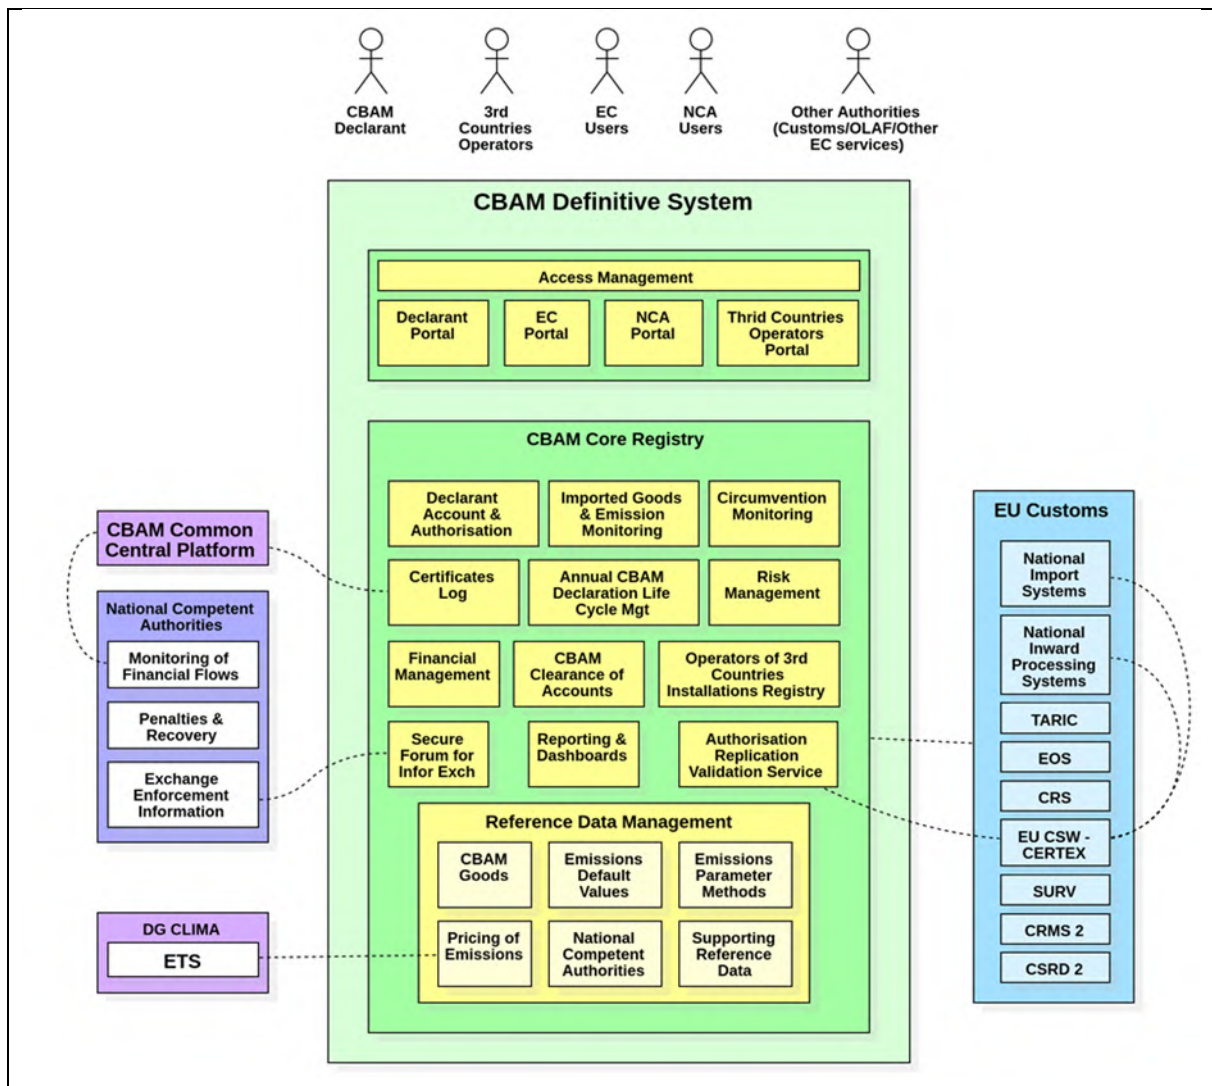 CBAM
Declarant
3rd
Countries
Operators
EC
Users
NCA
Users
Other Authorities
(Customs/OLAF/Other
EC services)
CBAM Definitive System
Access Management
Declarant
Portal
EC
Portal
NCA
Portal
Thrid Countries
Operators
Portal
CBAM Core Registry
Declarant
Account &
Authorisation
Imported Goods
& Emission
Monitoring
Circumvention
Monitoring
Certificates
Log
Annual CBAM
Declaration Life
Cycle Mgt
Risk
Management
Financial
Management
CBAM
Clearance of
Accounts
Operators of 3rd
Countries
Installations Registry
Secure
Forum for
Infor Exch
Reporting &
Dashboards
Authorisation
Replication
Validation Service
Reference Data Management
CBAM
Goods
Emissions
Default
Values
Emissions
Parameter
Methods
Pricing of
Emissions
National
Competent
Authorities
Supporting
Reference
Data
CBAM Common
Central Platform
National Competent
Authorities
Monitoring of
Financial Flows
Penalties &
Recovery
Exchange
Enforcement
Information
DG CLIMA
ETS
EU Customs
National
Import
Systems
National
Inward
Processing
Systems
TARIC
EOS
CRS
EU CSW -
CERTEX
SURV
CRMS 2
CSRD 2